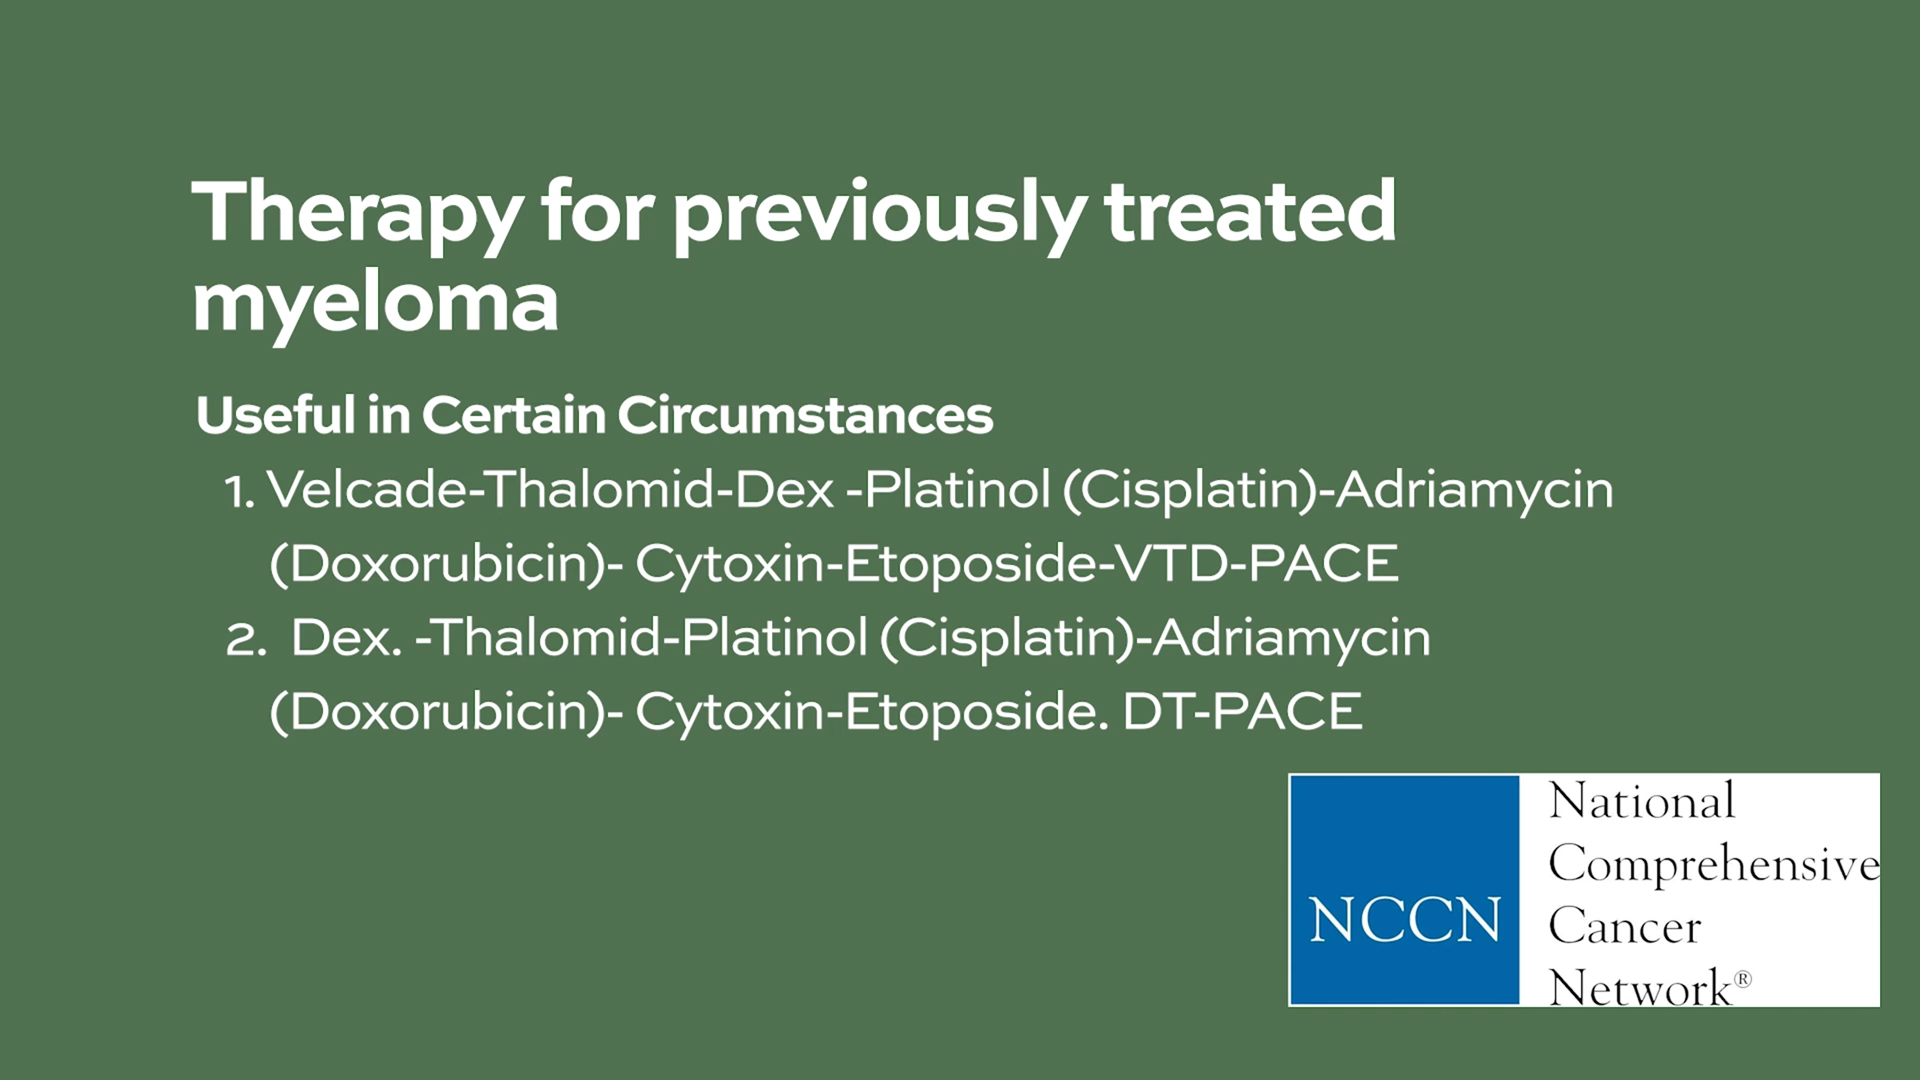 Therapy for previously treated
myeloma
Useful in Certain Circumstances
1. Velcade-Thalomid-Dex -Platinol (Cisplatin)-Adriamycin
(Doxorubicin)- Cytoxin-Etoposide-VTD-PACE
2. Dex. -Thalomid-Platinol (Cisplatin)-Adriamycin
(Doxorubicin)- Cytoxin-Etoposide. DT-PACE
NCCN
National
Comprehensive
Cancer
Network®